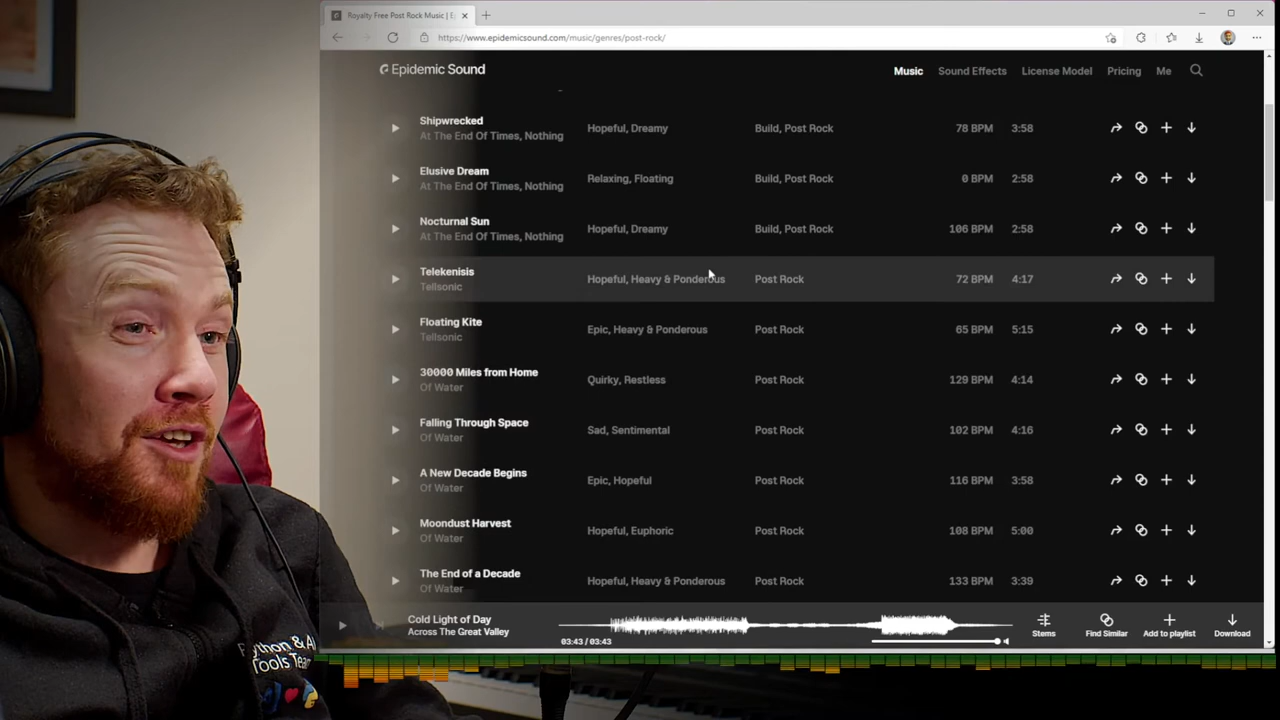 Royalty Free Post Rock Music | E
https://www.epidemicsound.com/music/genres/post-rock/
Epidemic Sound
Music Sound Effects License Model Pricing Me
Shipwrecked
At The End Of Times, Nothing Hopeful, Dreamy Build, Post Rock 78 BPM 3:58
Elusive Dream
At The End Of Times, Nothing Relaxing, Floating Build, Post Rock 0 BPM 2:58
Nocturnal Sun
At The End Of Times, Nothing Hopeful, Dreamy Build, Post Rock 106 BPM 2:58
Telekenisis
Tellsonic Hopeful, Heavy & Ponderous Post Rock 72 BPM 4:17
Floating Kite
Tellsonic Epic, Heavy & Ponderous Post Rock 65 BPM 5:15
30000 Miles from Home
Of Water Quirky, Restless Post Rock 129 BPM 4:14
Falling Through Space
Of Water Sad, Sentimental Post Rock 102 BPM 4:16
A New Decade Begins
Of Water Epic, Hopeful Post Rock 116 BPM 3:58
Moondust Harvest
Of Water Hopeful, Euphoric Post Rock 108 BPM 5:00
The End of a Decade
Of Water Hopeful, Heavy & Ponderous Post Rock 133 BPM 3:39
Cold Light of Day
Across The Great Valley
03:43 / 03:43
Stems Find Similar Add to playlist Download
Python & A
Tools Tea